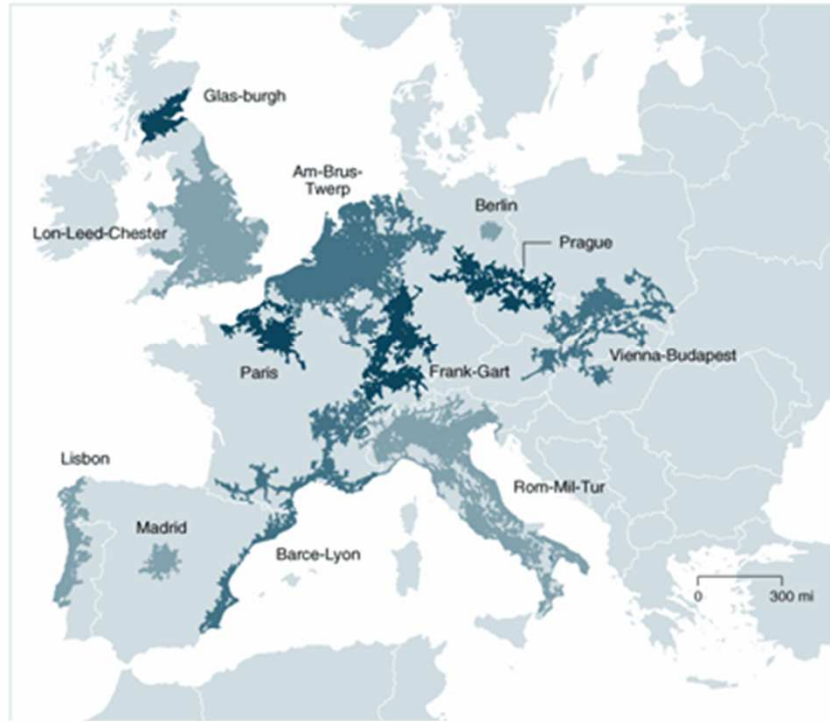 Glas-burgh
Am-Brus-
Twerp
Berlin
Lon-Leed-Chester
Prague
Vienna-Budapest
Paris
Frank-Gart
Lisbon
Rom-Mil-Tur
Madrid
Barce-Lyon
0 300 mi